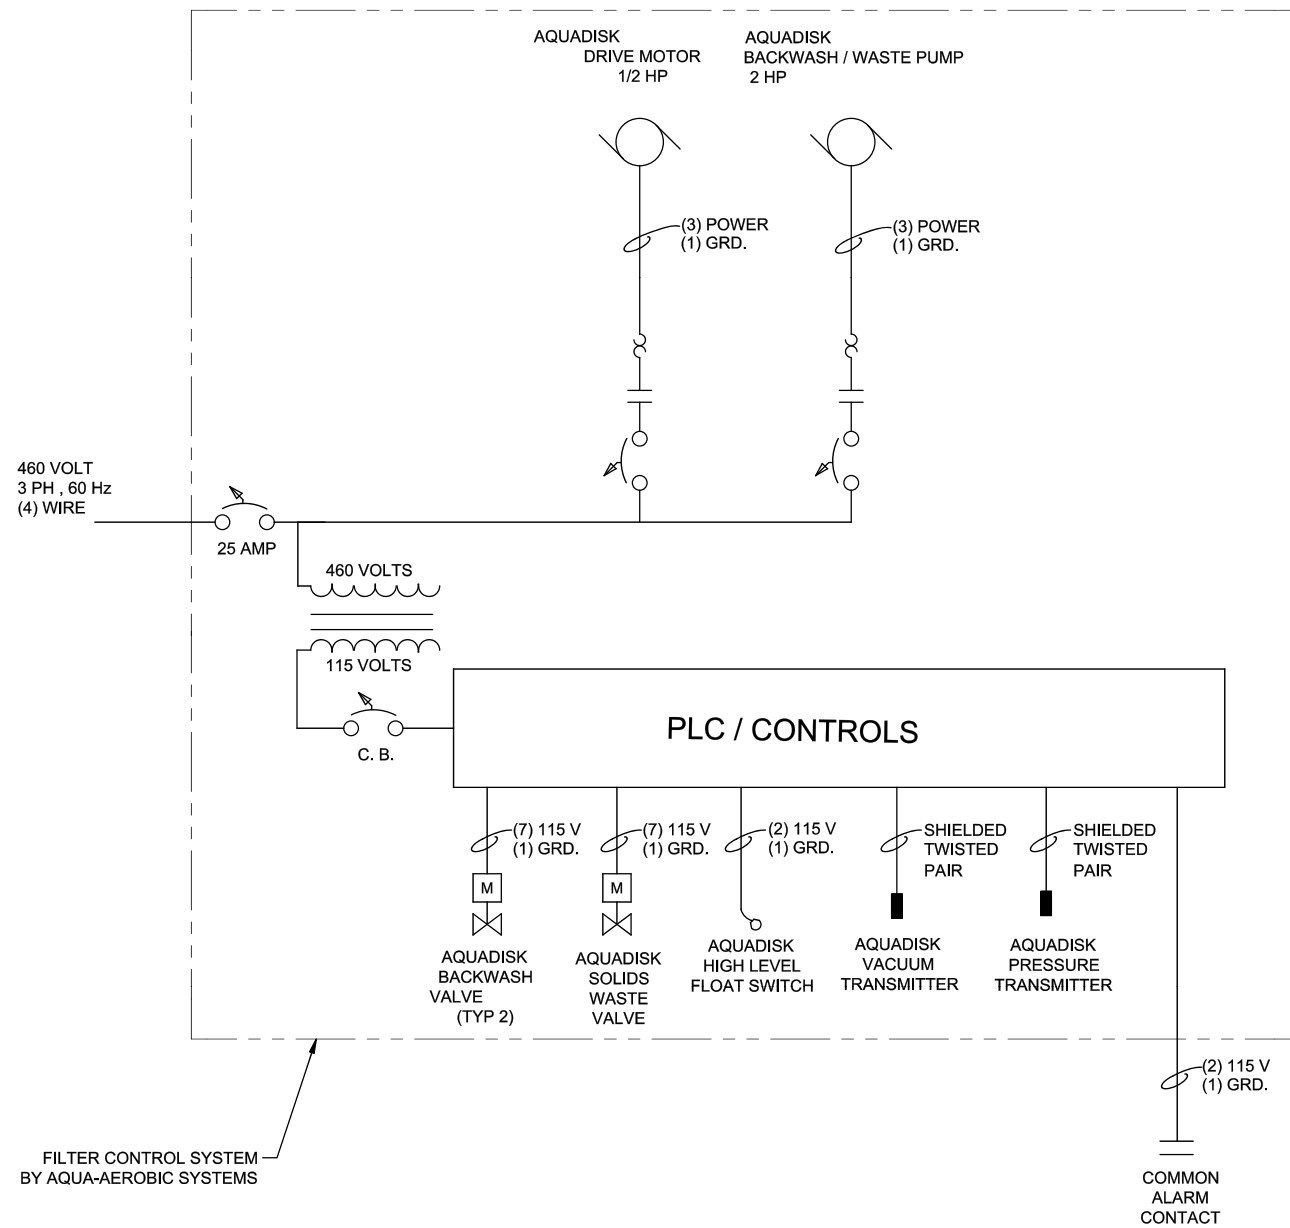 AQUADISK
DRIVE MOTOR
1/2 HP
AQUADISK
BACKWASH / WASTE PUMP
2 HP
(3) POWER
(1) GRD.
(3) POWER
(1) GRD.
460 VOLT
3 PH , 60 Hz
(4) WIRE
25 AMP
460 VOLTS
115 VOLTS
C. B.
PLC / CONTROLS
(7) 115 V
(1) GRD.
(7) 115 V
(1) GRD.
(2) 115 V
(1) GRD.
SHIELDED
TWISTED
PAIR
SHIELDED
TWISTED
PAIR
M
M
AQUADISK
BACKWASH
VALVE
(TYP 2)
AQUADISK
SOLIDS
WASTE
VALVE
AQUADISK
HIGH LEVEL
FLOAT SWITCH
AQUADISK
VACUUM
TRANSMITTER
AQUADISK
PRESSURE
TRANSMITTER
(2) 115 V
(1) GRD.
FILTER CONTROL SYSTEM
BY AQUA-AEROBIC SYSTEMS
COMMON
ALARM
CONTACT